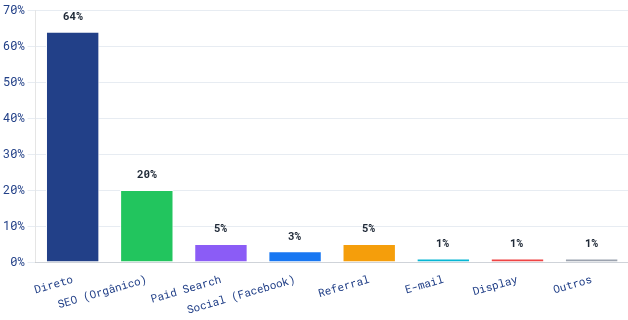 70%
60%
50%
40%
30%
20%
10%
0%
64%
20%
5%
3%
5%
1%
1%
1%
Direto
SEO (Orgânico)
Paid Search
Social (Facebook)
Referral
E-mail
Display
Outros